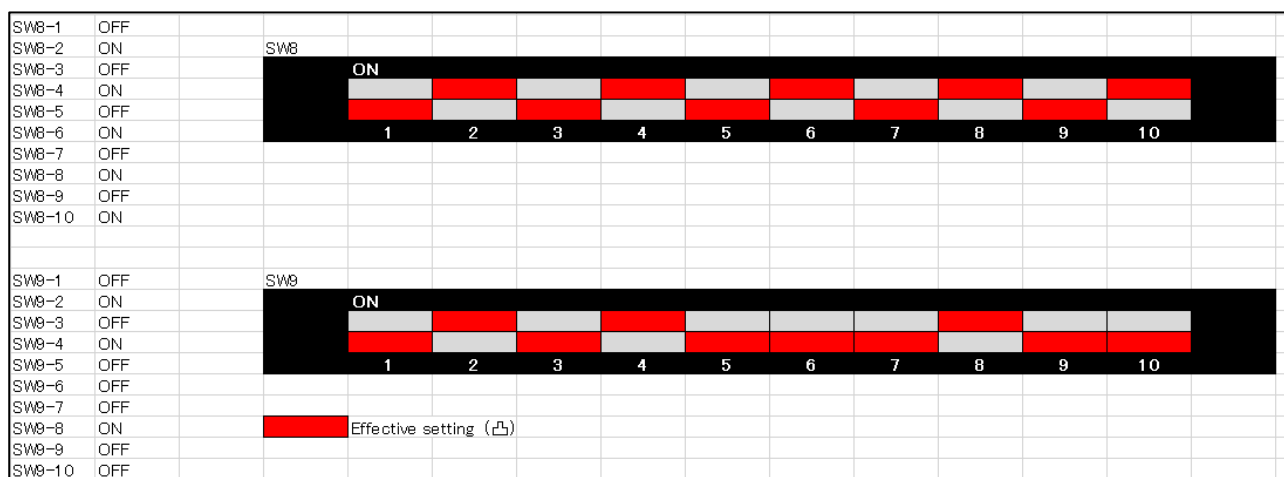 SW8-1 OFF
SW8-2 ON SW8
SW8-3 OFF ON
SW8-4 ON
SW8-5 OFF
SW8-6 ON 1 2 3 4 5 6 7 8 9 10
SW8-7 OFF
SW8-8 ON
SW8-9 OFF
SW8-10 ON
SW9-1 OFF SW9
SW9-2 ON ON
SW9-3 OFF
SW9-4 ON
SW9-5 OFF 1 2 3 4 5 6 7 8 9 10
SW9-6 OFF
SW9-7 OFF
SW9-8 ON Effective setting (凸)
SW9-9 OFF
SW9-10 OFF